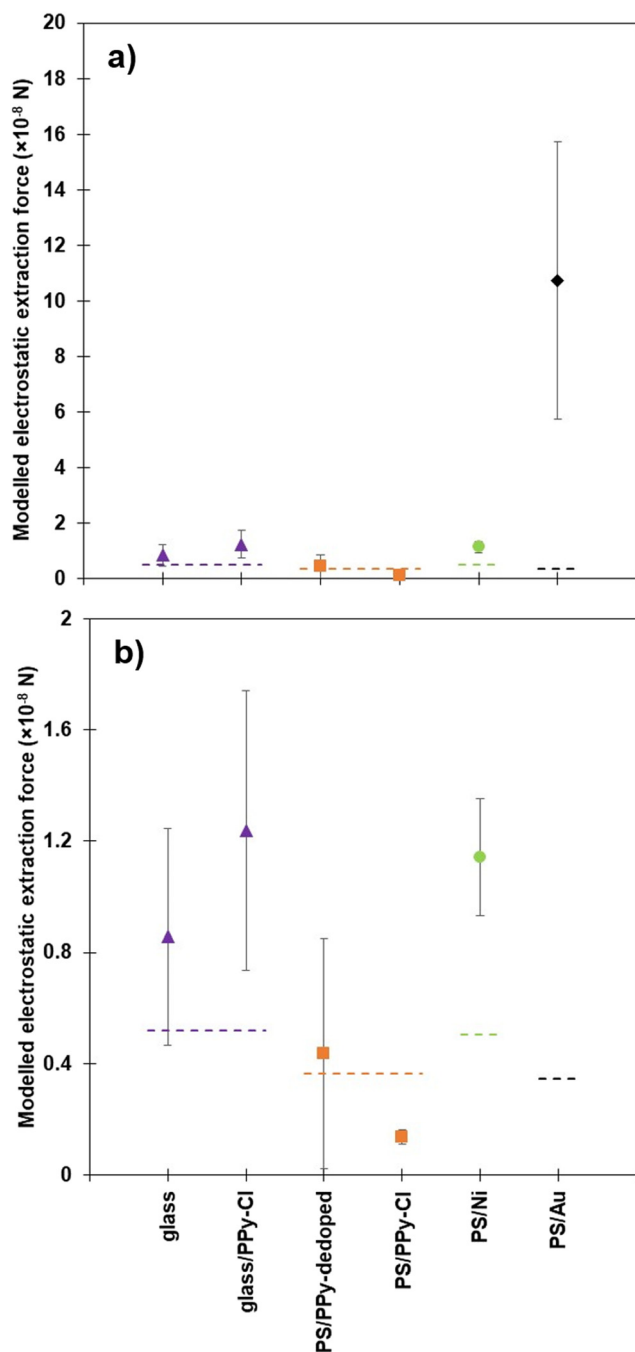 a)
Modelled electrostatic extraction force (×10⁻⁸ N)
20
18
16
14
12
10
8
6
4
2
0
b)
Modelled electrostatic extraction force (×10⁻⁸ N)
2
1.6
1.2
0.8
0.4
0
glass
glass/PPy-Cl
PS/PPy-dedoped
PS/PPy-Cl
PS/Ni
PS/Au